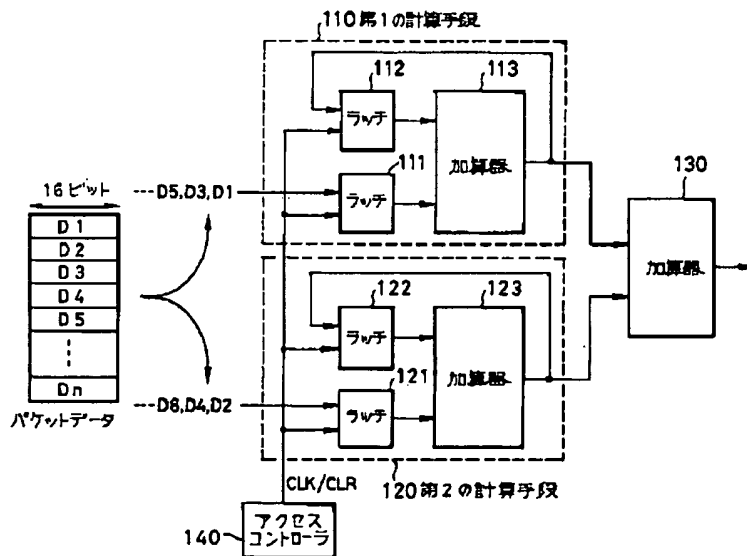 110 第1の計算手段
112
113
ラッチ
111
加算器
ラッチ
16ビット
---D5,D3,D1
130
D1
D2
D3
D4
D5
Dn
パケットデータ
加算器
122
123
ラッチ
121
加算器
---D8,D4,D2
ラッチ
CLK/CLR
120 第2の計算手段
140
アクセス
コントローラ